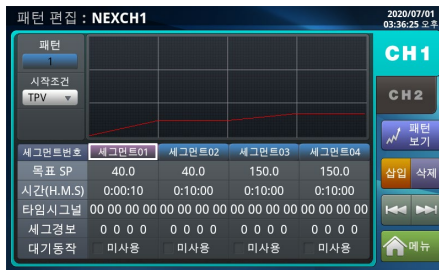 패턴 편집 : NEXCH1
2020/07/01
03:36:25 오후
패턴
1
시작조건
TPV
CH1
CH2
패턴
보기
삽입 삭제
메뉴
세그먼트번호 세그먼트01 세그먼트02 세그먼트03 세그먼트04
목표 SP 40.0 40.0 150.0 150.0
시간(H.M.S) 0:00:10 0:10:00 0:10:00 0:10:00
타임시그널 00 00 00 00 00 00 00 00 00 00 00 00 00 00 00 00
세그경보 0 0 0 0 0 0 0 0 0 0 0 0 0 0 0 0
대기동작 미사용 미사용 미사용 미사용